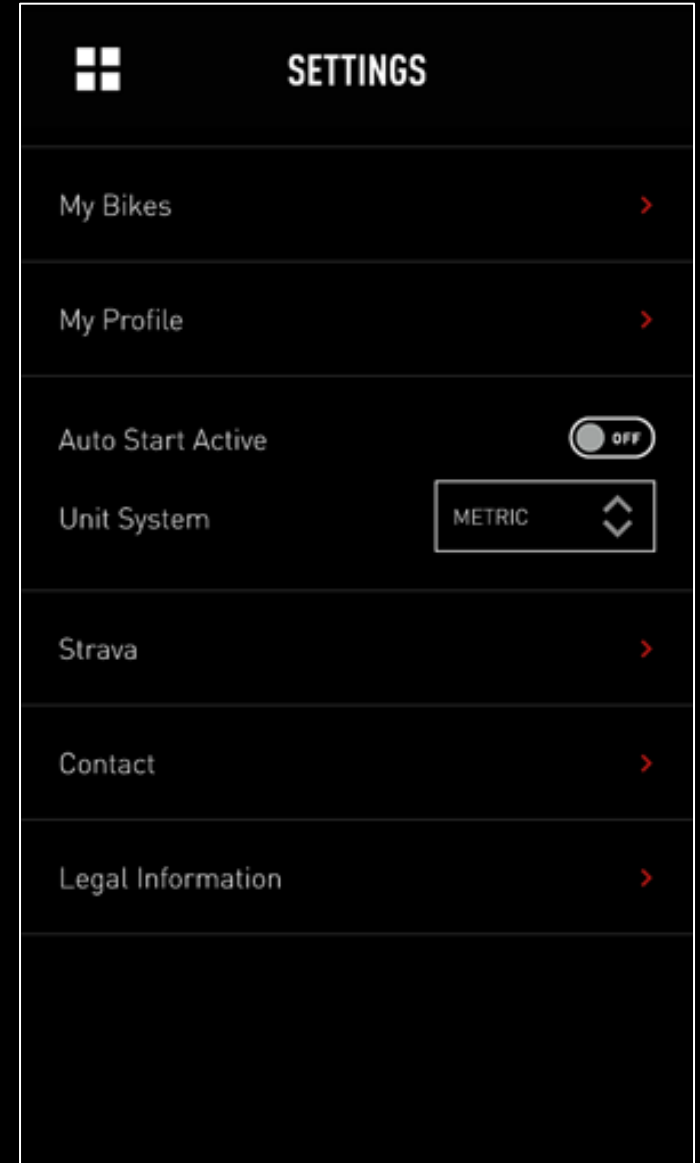 SETTINGS
My Bikes
My Profile
Auto Start Active OFF
Unit System METRIC
Strava
Contact
Legal Information